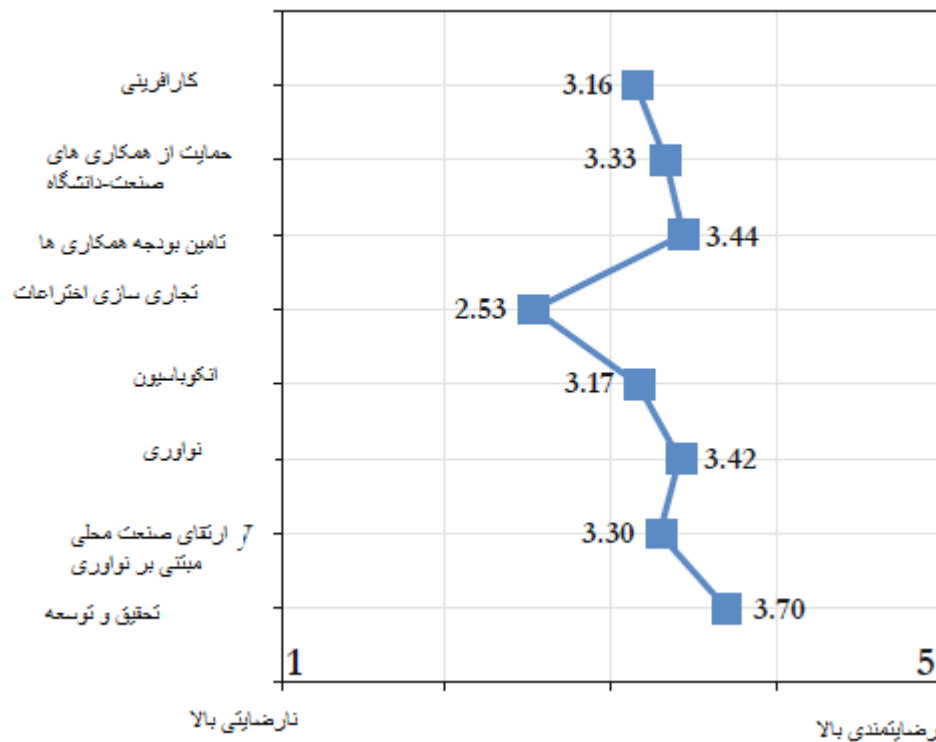 کارافرینی
3.16
حمایت از همکاری های
صنعت-دانشگاه
3.33
تامین بودجه همکاری ها
3.44
تجاری سازی اختراعات
2.53
انکوباسیون
3.17
نواوری
3.42
ارتقای صنعت محلی
مبتنی بر نواوری
3.30
تحقیق و توسعه
3.70
1
5
نارضایتی بالا
رضایتمندی بالا